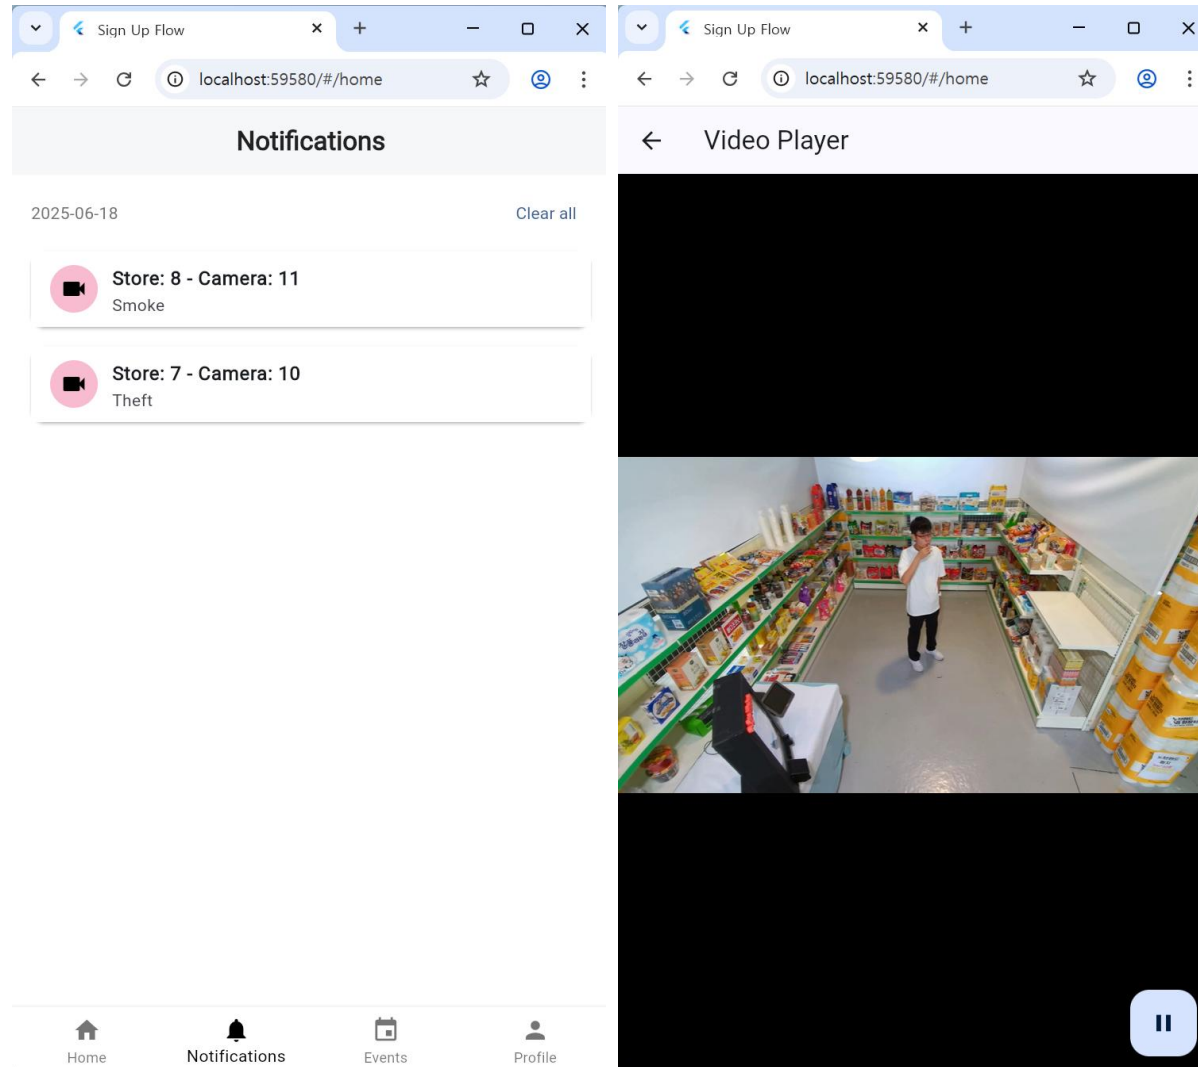 Sign Up Flow
localhost:59580/#/home
Notifications
2025-06-18
Clear all
Store: 8 - Camera: 11
Smoke
Store: 7 - Camera: 10
Theft
Home
Notifications
Events
Profile
Sign Up Flow
localhost:59580/#/home
Video Player